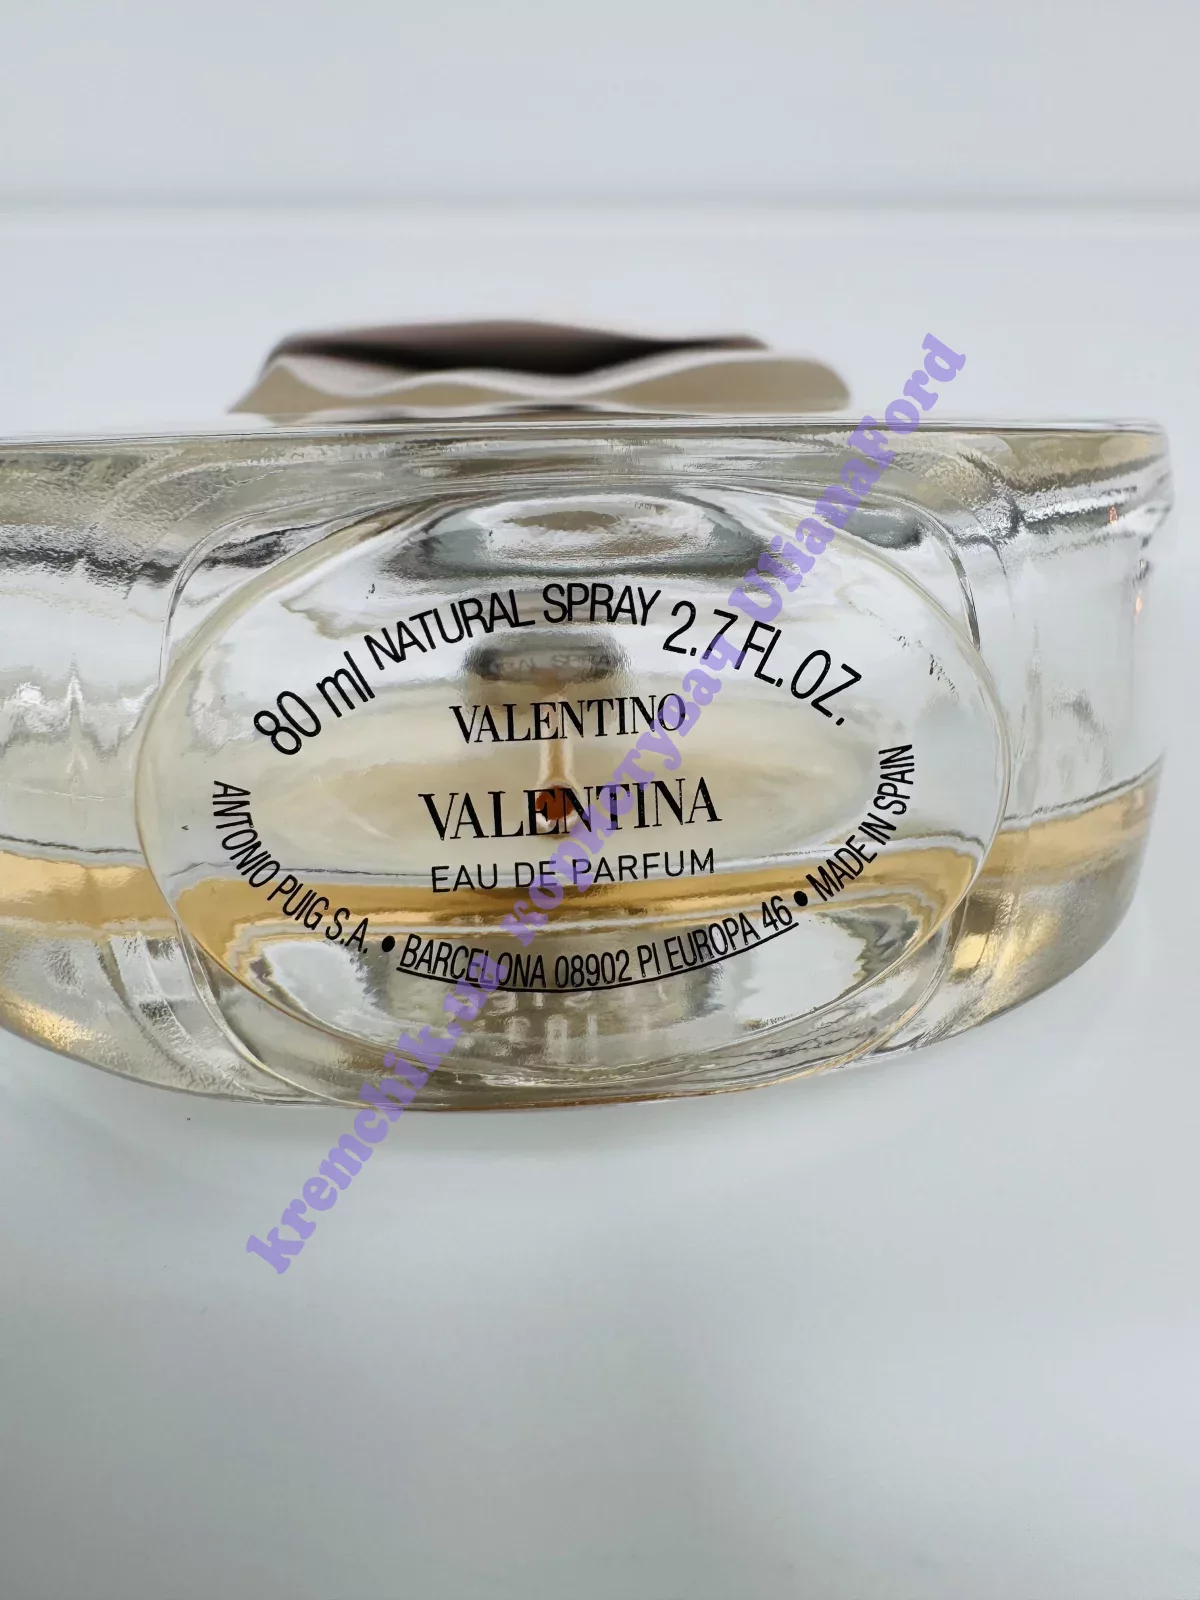 80 ml NATURAL SPRAY 2.7 FL.OZ.
VALENTINO
VALENTINA
EAU DE PARFUM
ANTONIO PUIG S.A. • BARCELONA 08902 PI EUROPA 46 • MADE IN SPAIN
UlianaFord